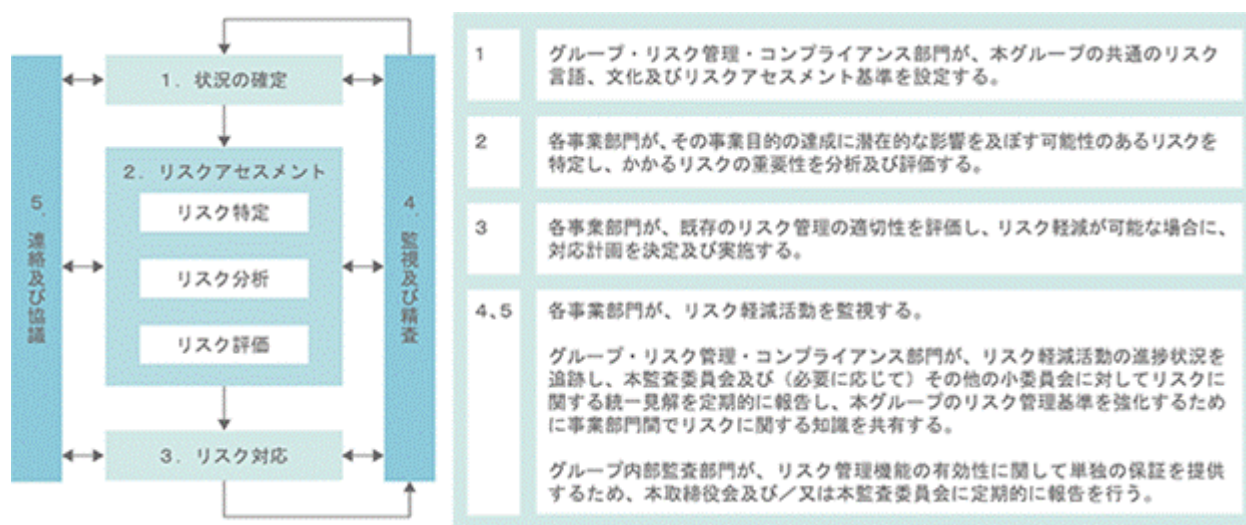 1. 状況の確定
2. リスクアセスメント
リスク特定
リスク分析
リスク評価
3. リスク対応
5. 連絡及び協議
4. 監視及び精査
1
グループ・リスク管理・コンプライアンス部門が、本グループの共通のリスク
言語、文化及びリスクアセスメント基準を設定する。
2
各事業部門が、その事業目的の達成に潜在的な影響を及ぼす可能性のあるリスクを
特定し、かかるリスクの重要性を分析及び評価する。
3
各事業部門が、既存のリスク管理の適切性を評価し、リスク軽減が可能な場合に、
対応計画を決定及び実施する。
4、5
各事業部門が、リスク軽減活動を監視する。
グループ・リスク管理・コンプライアンス部門が、リスク軽減活動の進捗状況を
追跡し、本監査委員会及び（必要に応じて）その他の小委員会に対してリスクに
関する統一見解を定期的に報告し、本グループのリスク管理基準を強化するため
に事業部門間でリスクに関する知識を共有する。
グループ内部監査部門が、リスク管理機能の有効性に関して単独の保証を提供
するため、本取締役会及び／又は本監査委員会に定期的に報告を行う。